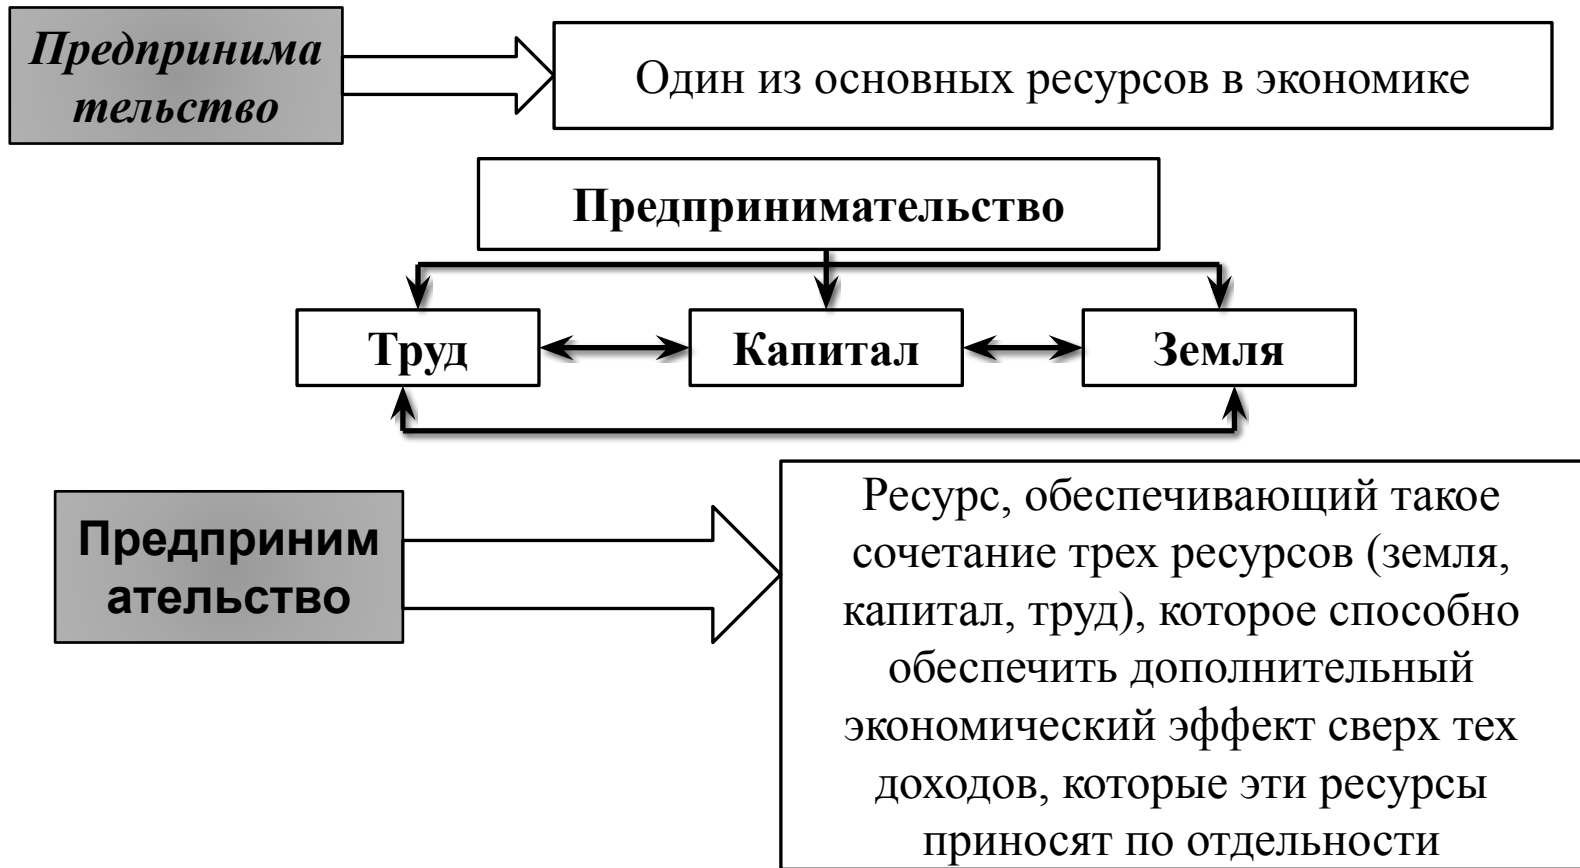 Предпринима
тельство
Один из основных ресурсов в экономике
Предпринимательство
Труд
Капитал
Земля
Предприним
ательство
Ресурс, обеспечивающий такое
сочетание трех ресурсов (земля,
капитал, труд), которое способно
обеспечить дополнительный
экономический эффект сверх тех
доходов, которые эти ресурсы
приносят по отдельности